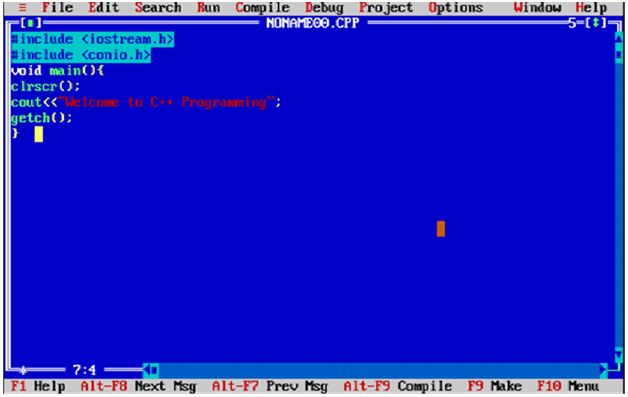 ≡ File Edit Search Run Compile Debug Project Options Window Help
[■] NONAME00.CPP 5=[↕]
#include <iostream.h>
#include <conio.h>
void main(){
clrscr();
cout<<"Welcome to C++ Programming";
getch();
}
* 7:4
F1 Help Alt-F8 Next Msg Alt-F7 Prev Msg Alt-F9 Compile F9 Make F10 Menu